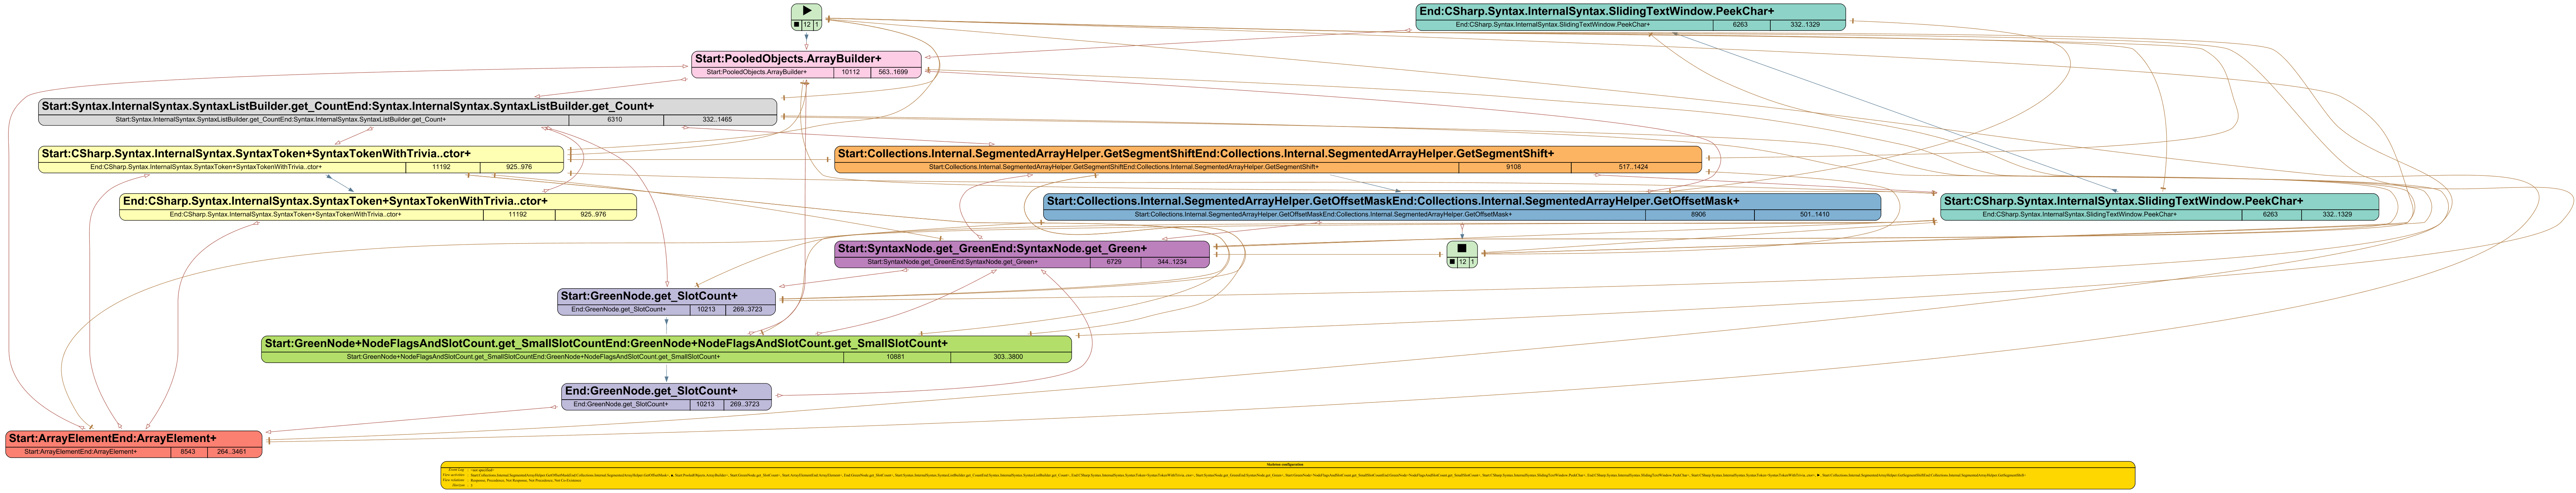 ▶
■ 12 1
End:CSharp.Syntax.InternalSyntax.SlidingTextWindow.PeekChar+
End:CSharp.Syntax.InternalSyntax.SlidingTextWindow.PeekChar+ 6263 332..1329
Start:PooledObjects.ArrayBuilder+
Start:PooledObjects.ArrayBuilder+ 10112 563..1699
Start:Syntax.InternalSyntax.SyntaxListBuilder.get_CountEnd:Syntax.InternalSyntax.SyntaxListBuilder.get_Count+
Start:Syntax.InternalSyntax.SyntaxListBuilder.get_CountEnd:Syntax.InternalSyntax.SyntaxListBuilder.get_Count+ 6310 332..1465
Start:CSharp.Syntax.InternalSyntax.SyntaxToken+SyntaxTokenWithTrivia..ctor+
End:CSharp.Syntax.InternalSyntax.SyntaxToken+SyntaxTokenWithTrivia..ctor+ 11192 925..976
Start:Collections.Internal.SegmentedArrayHelper.GetSegmentShiftEnd:Collections.Internal.SegmentedArrayHelper.GetSegmentShift+
Start:Collections.Internal.SegmentedArrayHelper.GetSegmentShiftEnd:Collections.Internal.SegmentedArrayHelper.GetSegmentShift+ 9108 517..1424
End:CSharp.Syntax.InternalSyntax.SyntaxToken+SyntaxTokenWithTrivia..ctor+
End:CSharp.Syntax.InternalSyntax.SyntaxToken+SyntaxTokenWithTrivia..ctor+ 11192 925..976
Start:Collections.Internal.SegmentedArrayHelper.GetOffsetMaskEnd:Collections.Internal.SegmentedArrayHelper.GetOffsetMask+
Start:Collections.Internal.SegmentedArrayHelper.GetOffsetMaskEnd:Collections.Internal.SegmentedArrayHelper.GetOffsetMask+ 8906 501..1410
Start:CSharp.Syntax.InternalSyntax.SlidingTextWindow.PeekChar+
End:CSharp.Syntax.InternalSyntax.SlidingTextWindow.PeekChar+ 6263 332..1329
Start:SyntaxNode.get_GreenEnd:SyntaxNode.get_Green+
Start:SyntaxNode.get_GreenEnd:SyntaxNode.get_Green+ 6729 344..1234
■
■ 12 1
Start:GreenNode.get_SlotCount+
End:GreenNode.get_SlotCount+ 10213 269..3723
Start:GreenNode+NodeFlagsAndSlotCount.get_SmallSlotCountEnd:GreenNode+NodeFlagsAndSlotCount.get_SmallSlotCount+
Start:GreenNode+NodeFlagsAndSlotCount.get_SmallSlotCountEnd:GreenNode+NodeFlagsAndSlotCount.get_SmallSlotCount+ 10881 303..3800
End:GreenNode.get_SlotCount+
End:GreenNode.get_SlotCount+ 10213 269..3723
Start:ArrayElementEnd:ArrayElement+
Start:ArrayElementEnd:ArrayElement+ 8543 264..3461
Skeleton configuration
Event Log : <not specified>